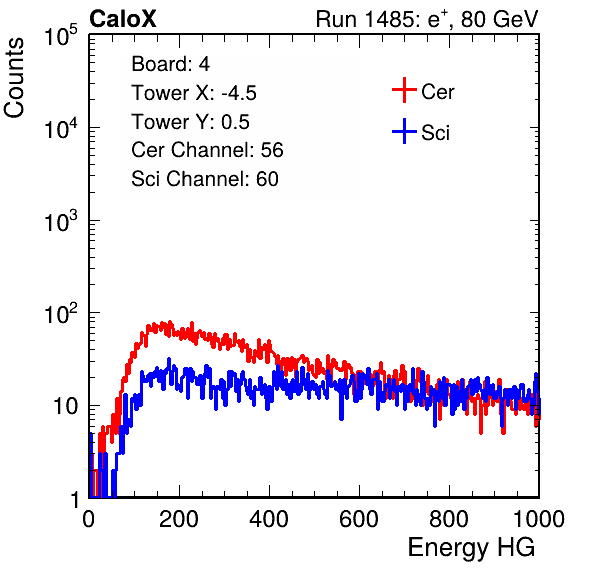 CaloX Run 1485: e⁺, 80 GeV
Counts
10⁵
10⁴
10³
10²
10
1
Board: 4
Tower X: -4.5
Tower Y: 0.5
Cer Channel: 56
Sci Channel: 60
Cer
Sci
0 200 400 600 800 1000
Energy HG